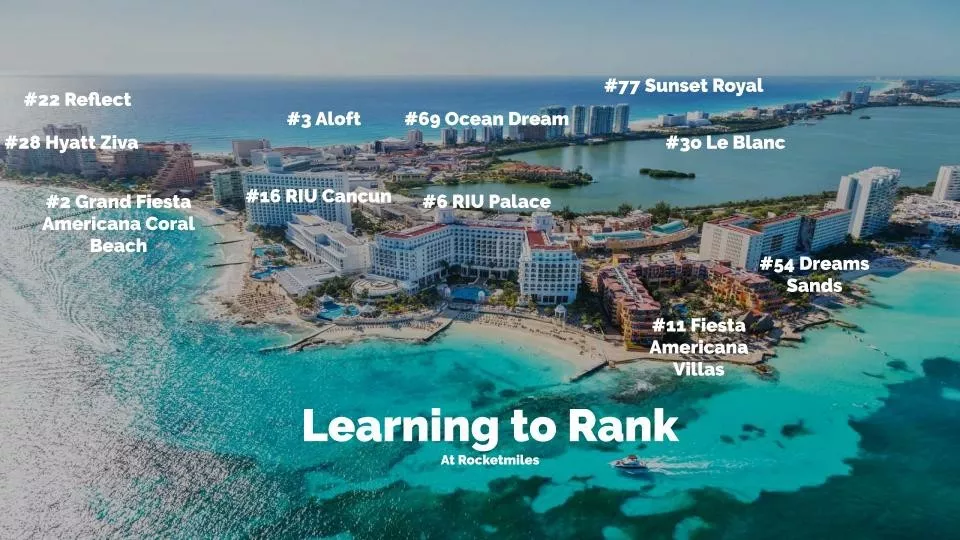 #77 Sunset Royal
#22 Reflect
#3 Aloft
#69 Ocean Dream
#28 Hyatt Ziva
#30 Le Blanc
#16 RIU Cancun
#6 RIU Palace
#2 Grand Fiesta
Americana Coral
Beach
#54 Dreams
Sands
#11 Fiesta
Americana
Villas
Learning to Rank
At Rocketmiles